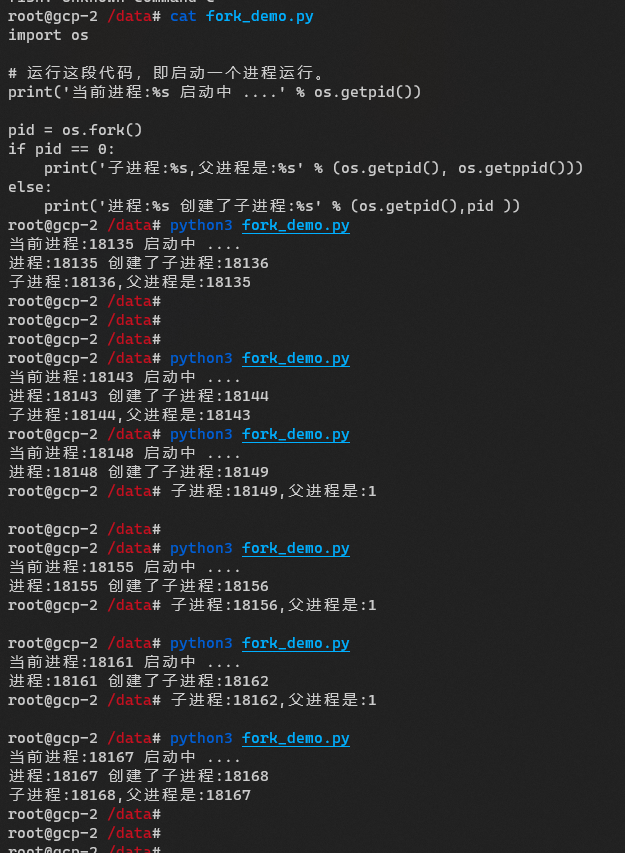 root@gcp-2 /data# cat fork_demo.py
import os
# 运行这段代码，即启动一个进程运行。
print('当前进程:%s 启动中 ....' % os.getpid())
pid = os.fork()
if pid == 0:
    print('子进程:%s,父进程是:%s' % (os.getpid(), os.getppid()))
else:
    print('进程:%s 创建了子进程:%s' % (os.getpid(),pid ))
root@gcp-2 /data# python3 fork_demo.py
当前进程:18135 启动中 ....
进程:18135 创建了子进程:18136
子进程:18136,父进程是:18135
root@gcp-2 /data#
root@gcp-2 /data#
root@gcp-2 /data#
root@gcp-2 /data# python3 fork_demo.py
当前进程:18143 启动中 ....
进程:18143 创建了子进程:18144
子进程:18144,父进程是:18143
root@gcp-2 /data# python3 fork_demo.py
当前进程:18148 启动中 ....
进程:18148 创建了子进程:18149
root@gcp-2 /data# 子进程:18149,父进程是:1
root@gcp-2 /data#
root@gcp-2 /data# python3 fork_demo.py
当前进程:18155 启动中 ....
进程:18155 创建了子进程:18156
root@gcp-2 /data# 子进程:18156,父进程是:1
root@gcp-2 /data# python3 fork_demo.py
当前进程:18161 启动中 ....
进程:18161 创建了子进程:18162
root@gcp-2 /data# 子进程:18162,父进程是:1
root@gcp-2 /data# python3 fork_demo.py
当前进程:18167 启动中 ....
进程:18167 创建了子进程:18168
子进程:18168,父进程是:18167
root@gcp-2 /data#
root@gcp-2 /data#
root@gcp-2 /data#